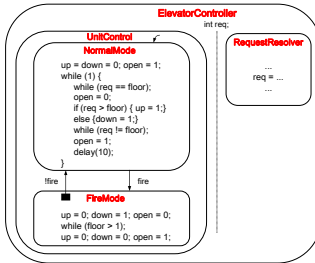 ElevatorController
int req;
UnitControl
NormalMode
up = down = 0; open = 1;
while (1) {
while (req == floor);
open = 0;
if (req > floor) { up = 1;}
else {down = 1;}
while (req != floor);
open = 1;
delay(10);
}
!fire
fire
FireMode
up = 0; down = 1; open = 0;
while (floor > 1);
up = 0; down = 0; open = 1;
RequestResolver
...
req = ...
...